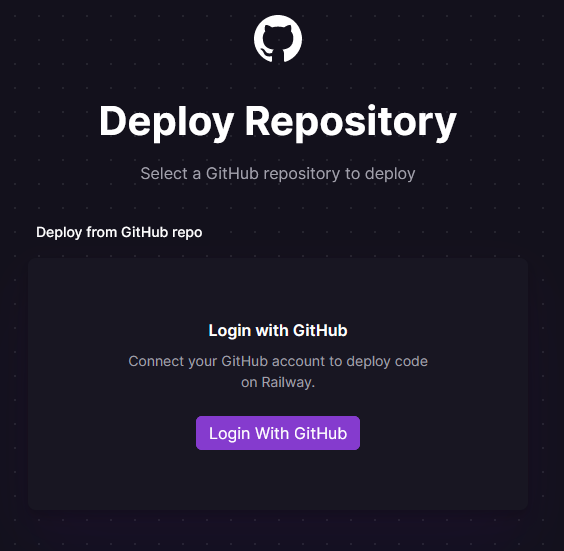 Deploy Repository
Select a GitHub repository to deploy
Deploy from GitHub repo
Login with GitHub
Connect your GitHub account to deploy code
on Railway.
Login With GitHub